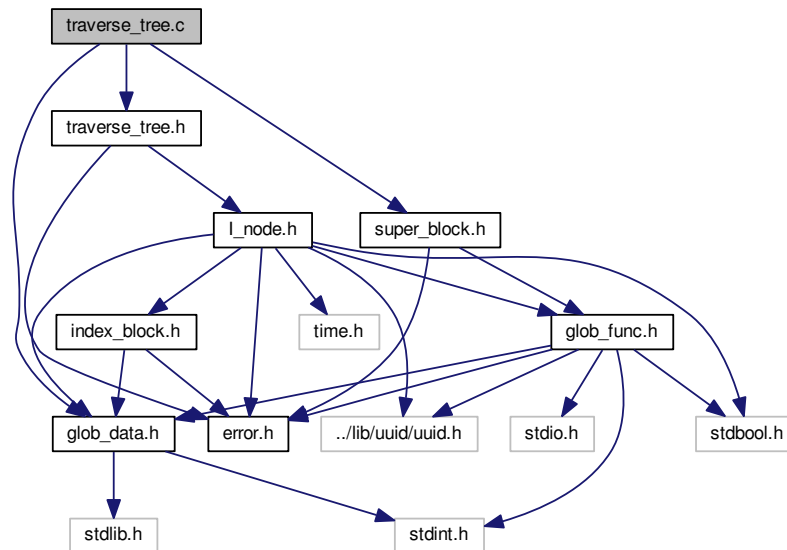 traverse_tree.c
traverse_tree.h
I_node.h
super_block.h
index_block.h
time.h
glob_func.h
glob_data.h
error.h
../lib/uuid/uuid.h
stdio.h
stdbool.h
stdlib.h
stdint.h